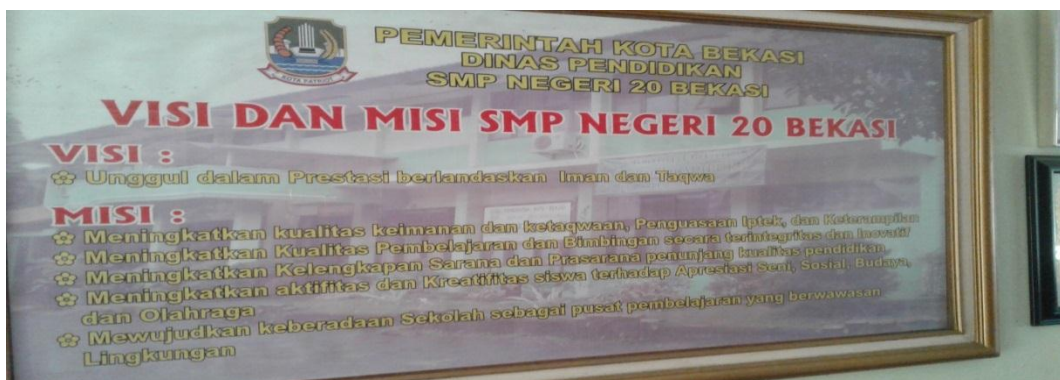 KOTA PATRIOT
PEMERINTAH KOTA BEKASI
DINAS PENDIDIKAN
SMP NEGERI 20 BEKASI
VISI DAN MISI SMP NEGERI 20 BEKASI
VISI :
Unggul dalam Prestasi berlandaskan Iman dan Taqwa
MISI :
Meningkatkan kualitas keimanan dan ketaqwaan, Penguasaan Iptek, dan Keterampilan
Meningkatkan Kualitas Pembelajaran dan Bimbingan secara terintegritas dan Inovatif
Meningkatkan Kelengkapan Sarana dan Prasarana penunjang kualitas pendidikan,
Meningkatkan aktifitas dan Kreatifitas siswa terhadap Apresiasi Seni, Sosial, Budaya,
dan Olahraga
Mewujudkan keberadaan Sekolah sebagai pusat pembelajaran yang berwawasan
Lingkungan